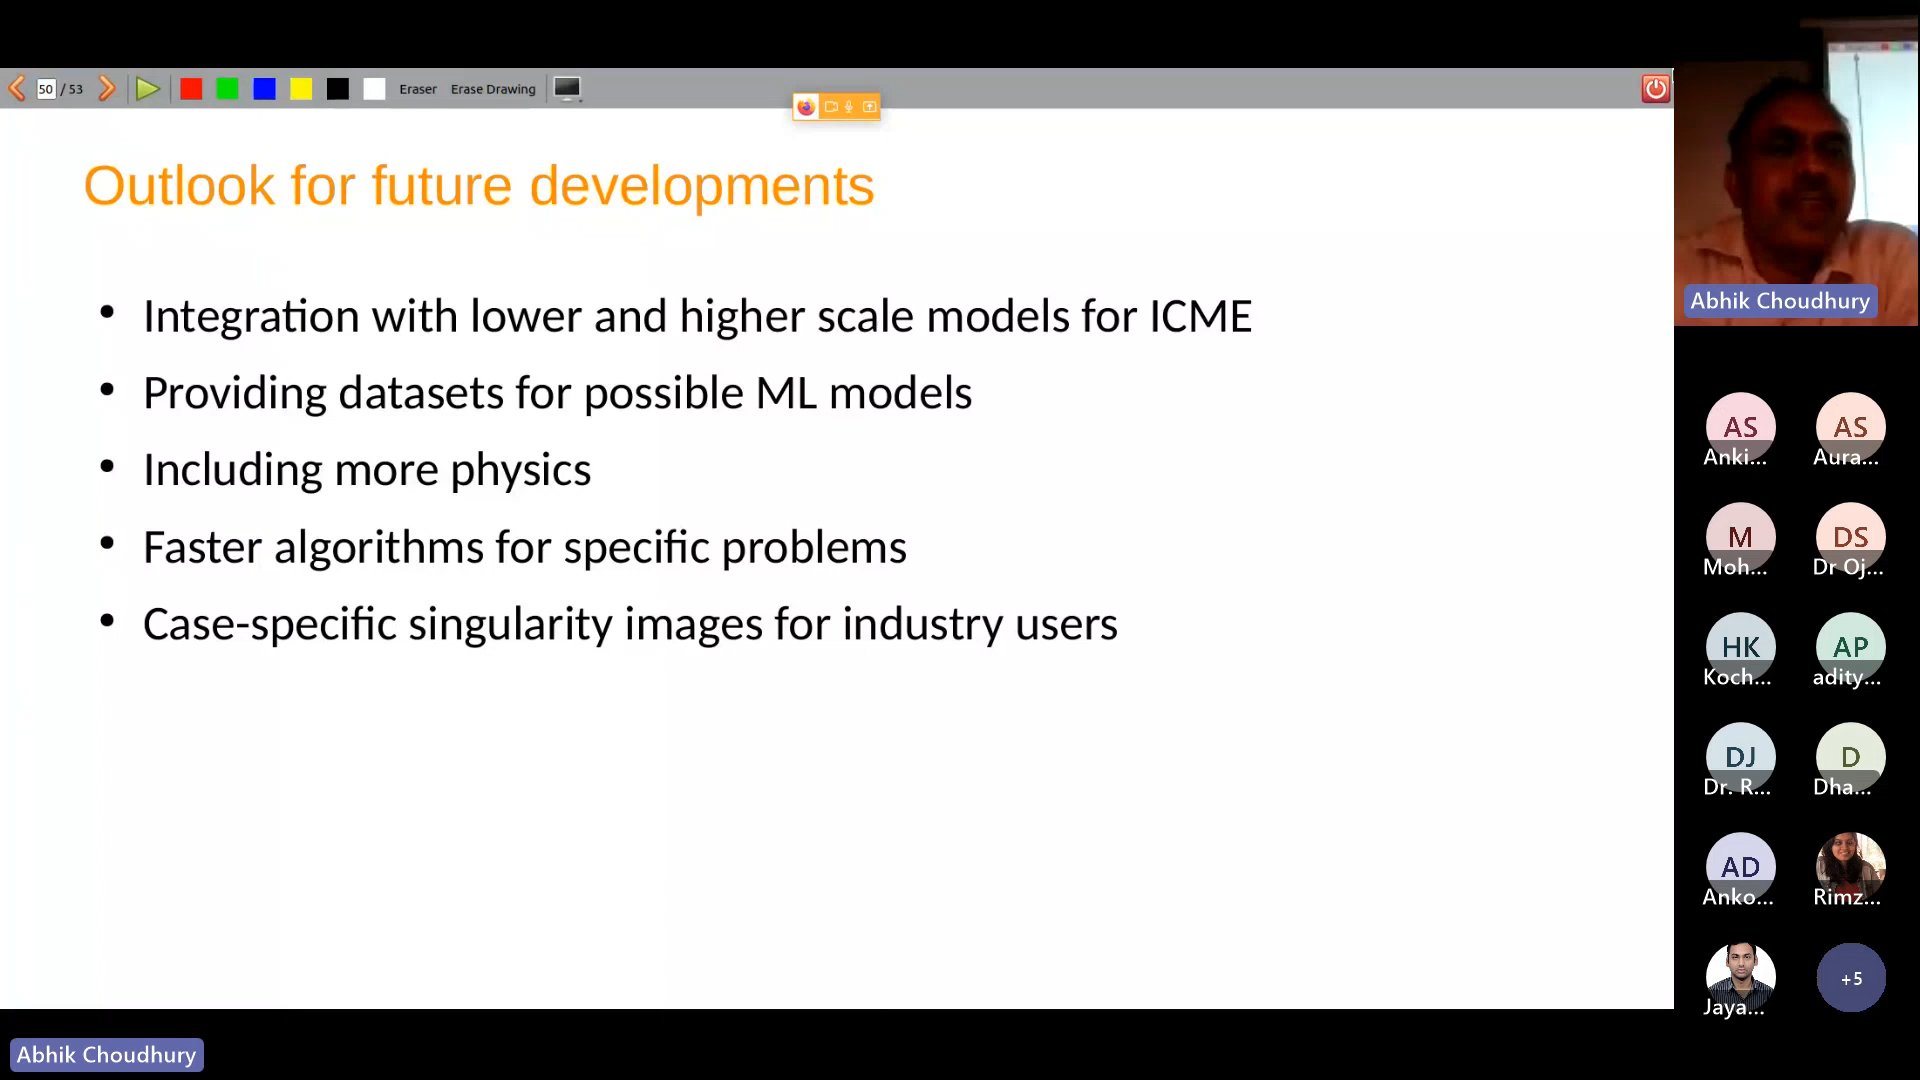 50 / 53 Eraser Erase Drawing
Outlook for future developments
• Integration with lower and higher scale models for ICME
• Providing datasets for possible ML models
• Including more physics
• Faster algorithms for specific problems
• Case-specific singularity images for industry users
Abhik Choudhury
AS AS
Anki... Aura...
M DS
Moh... Dr Oj...
HK AP
Koch... adity...
DJ D
Dr. R... Dha...
AD
Anko... Rimz...
+5
Jaya...
Abhik Choudhury